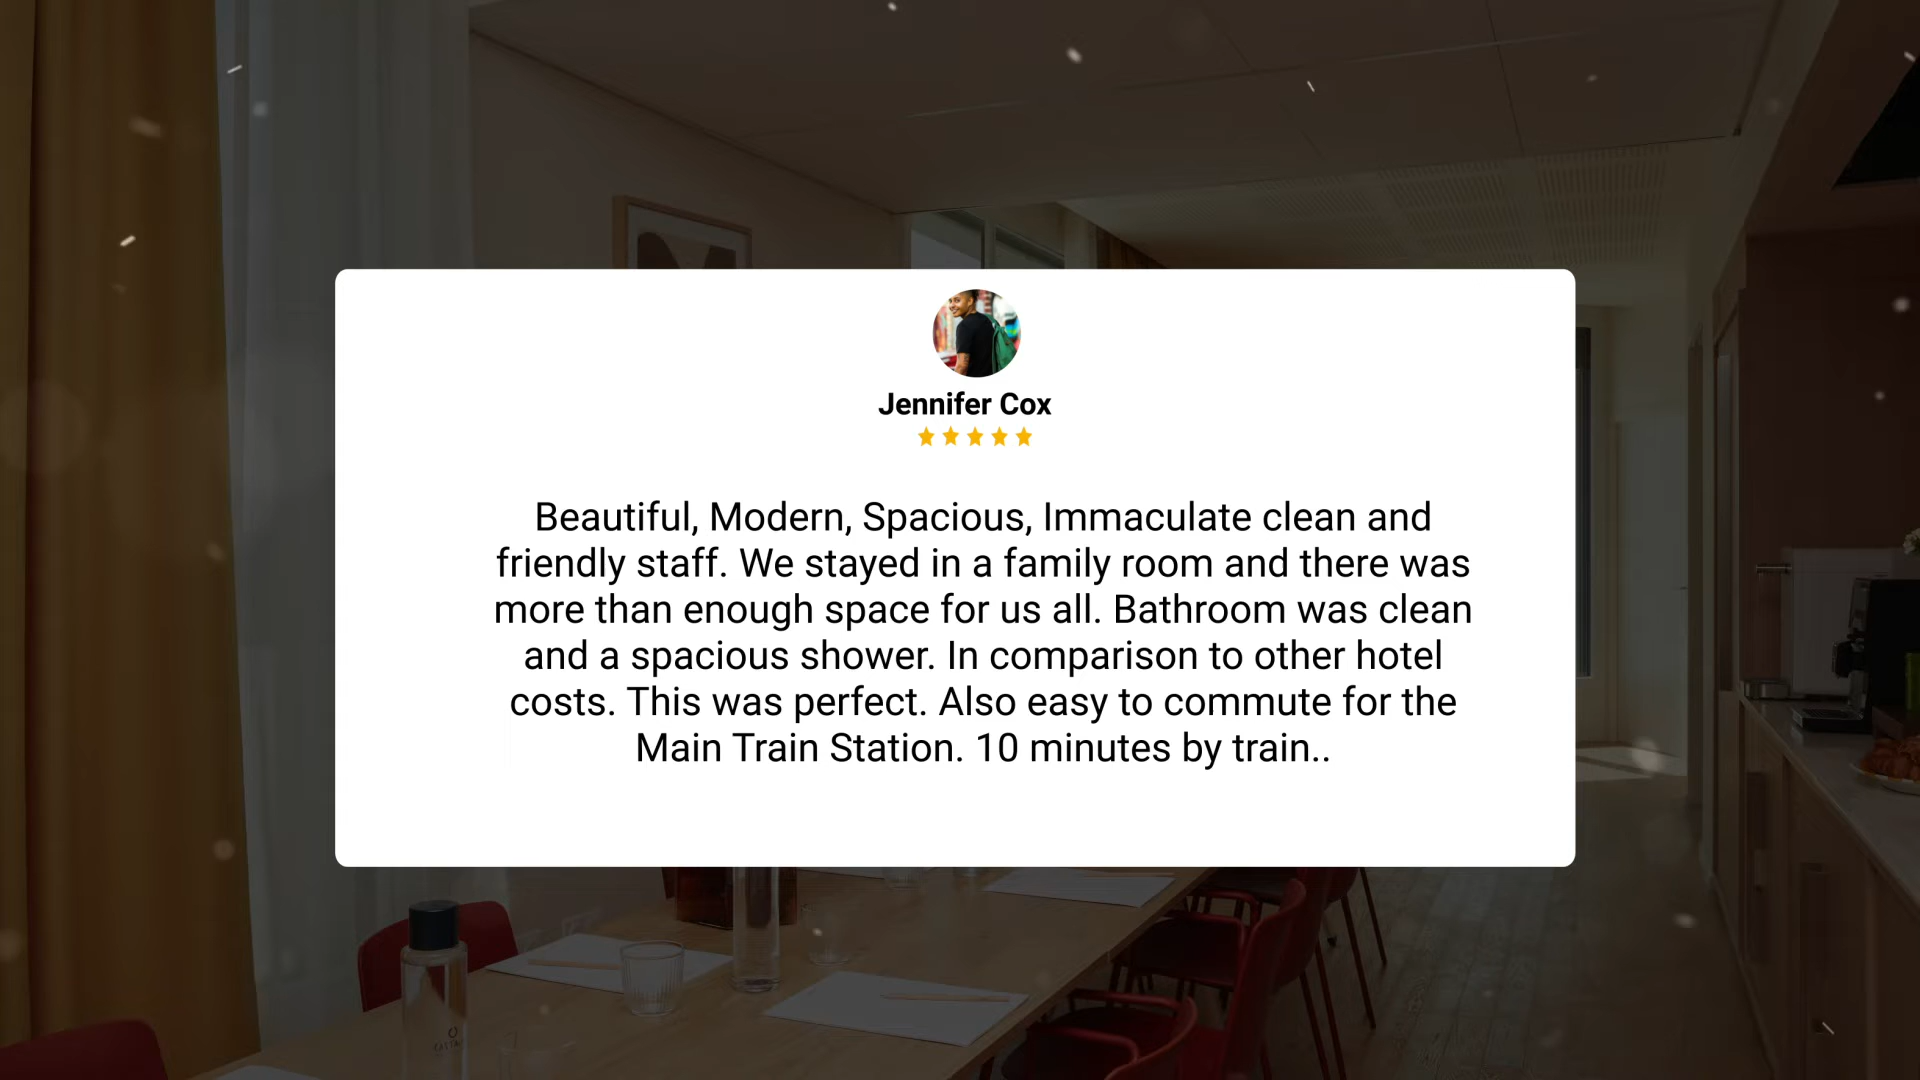 Jennifer Cox
Beautiful, Modern, Spacious, Immaculate clean and
friendly staff. We stayed in a family room and there was
more than enough space for us all. Bathroom was clean
and a spacious shower. In comparison to other hotel
costs. This was perfect. Also easy to commute for the
Main Train Station. 10 minutes by train..